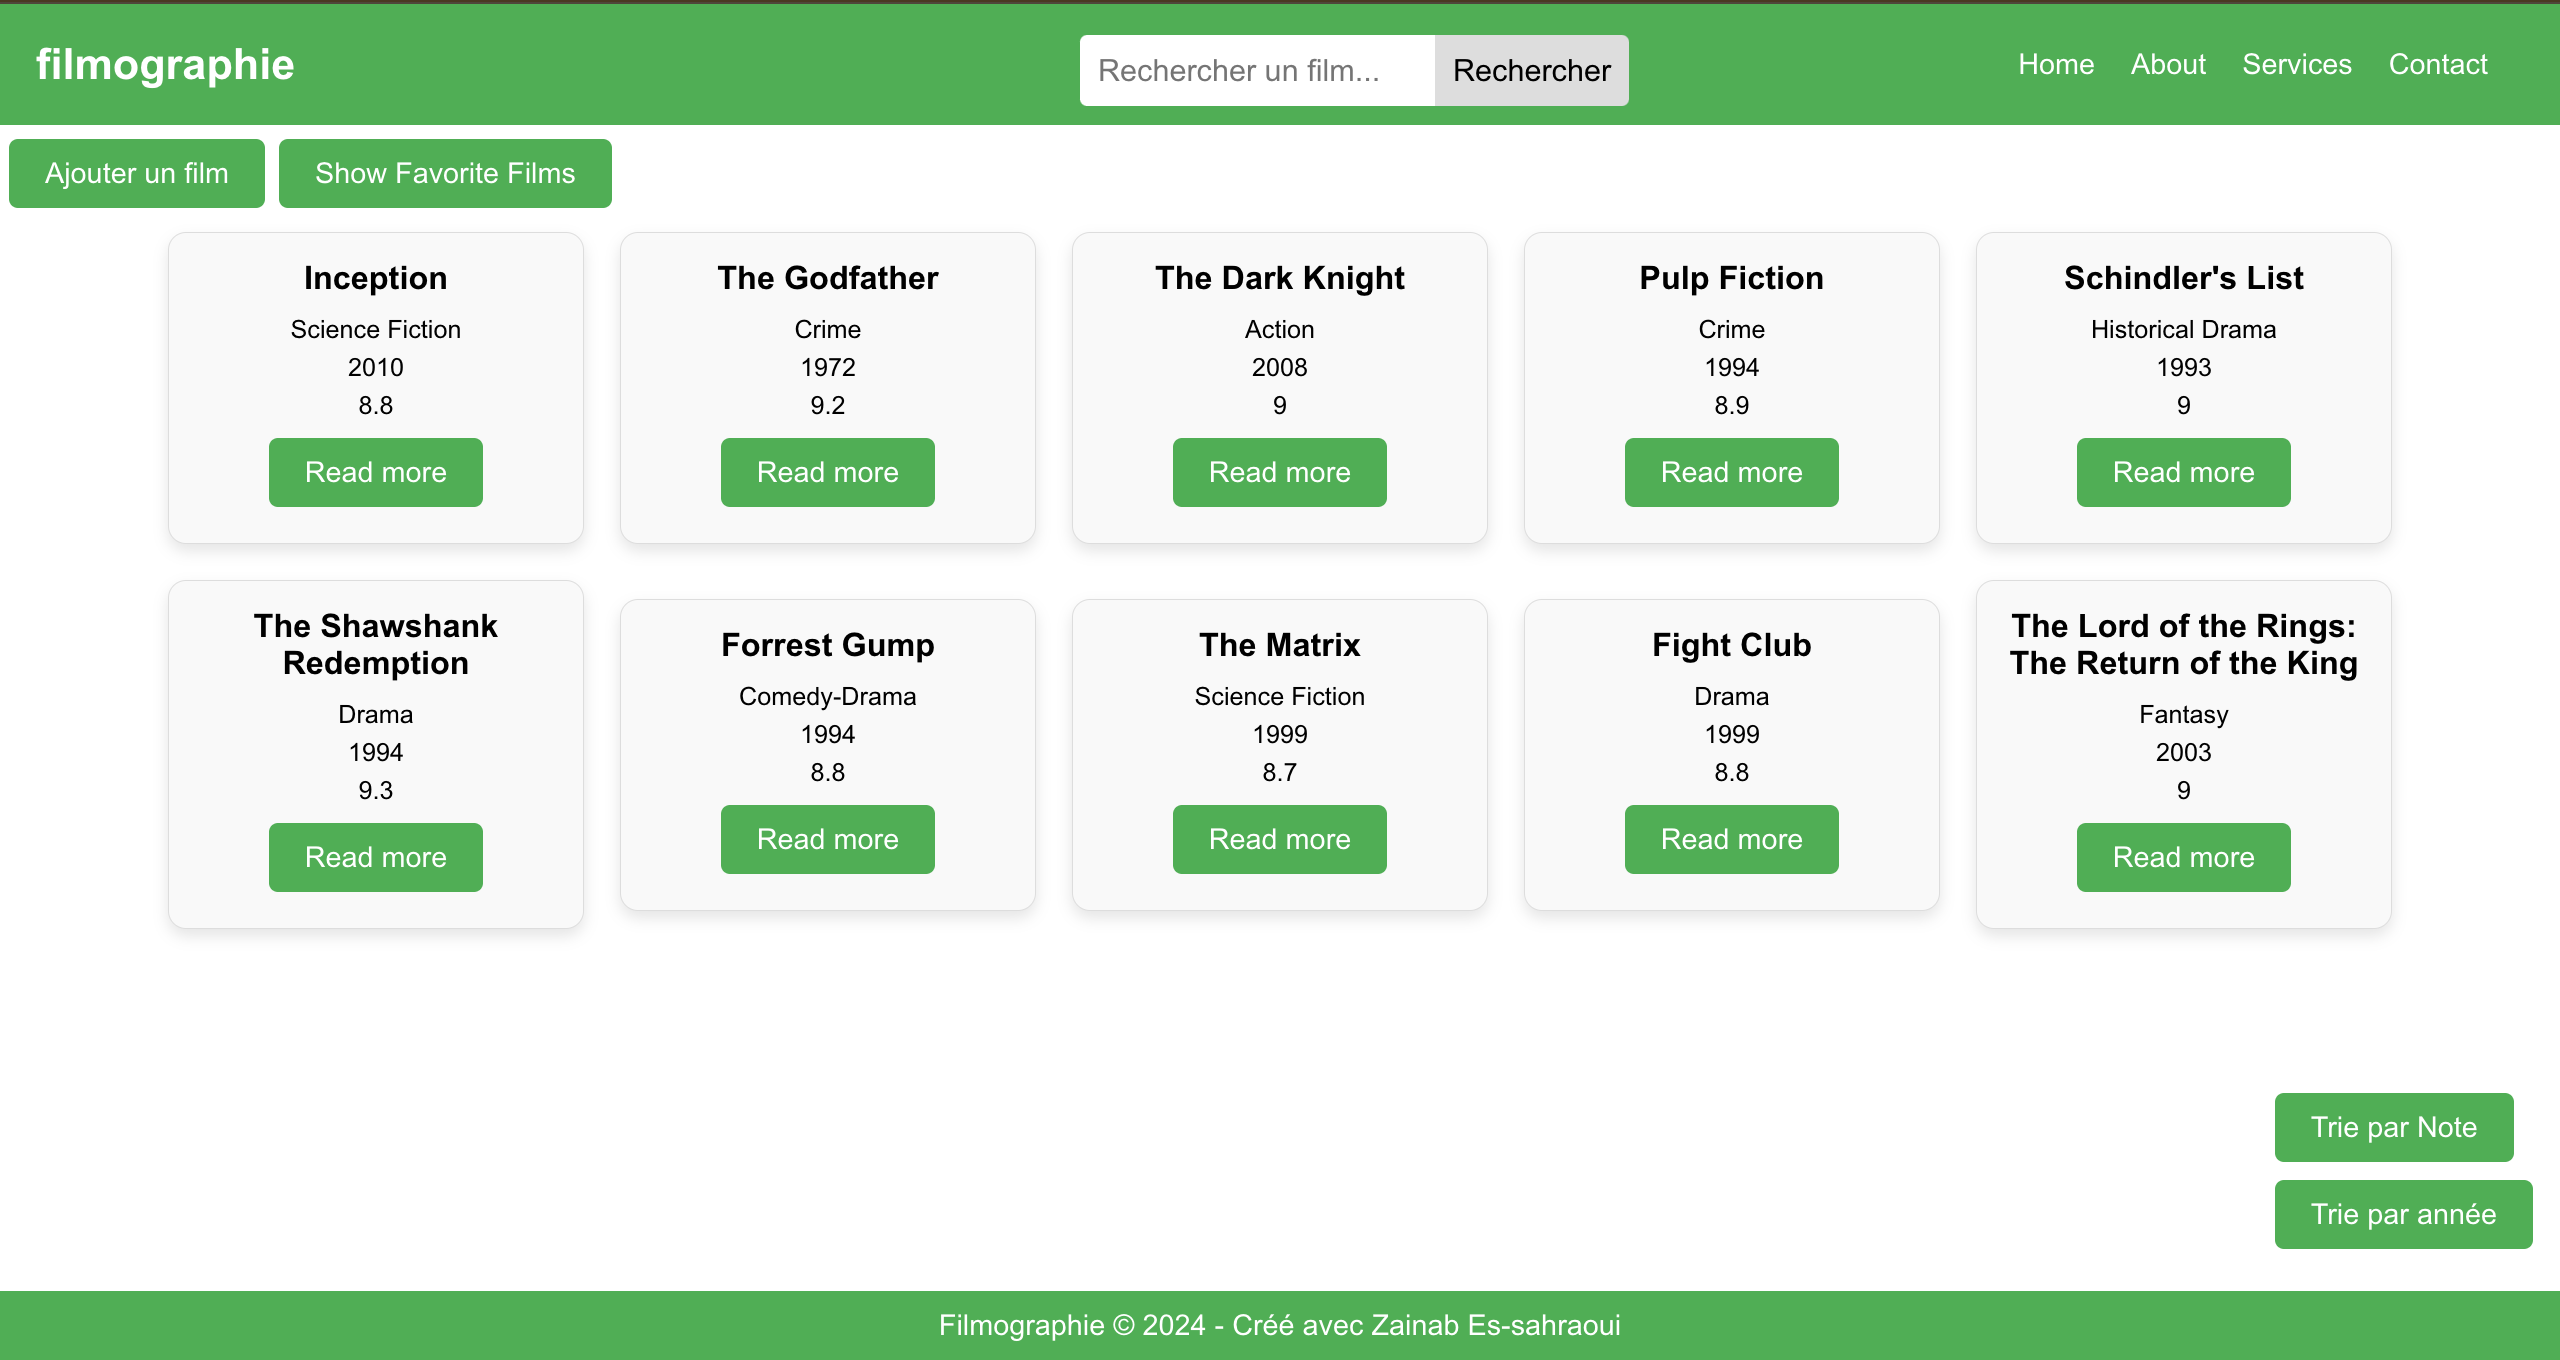 filmographie
Rechercher un film...
Rechercher
Home
About
Services
Contact
Ajouter un film
Show Favorite Films
Inception
Science Fiction
2010
8.8
Read more
The Godfather
Crime
1972
9.2
Read more
The Dark Knight
Action
2008
9
Read more
Pulp Fiction
Crime
1994
8.9
Read more
Schindler's List
Historical Drama
1993
9
Read more
The Shawshank
Redemption
Drama
1994
9.3
Read more
Forrest Gump
Comedy-Drama
1994
8.8
Read more
The Matrix
Science Fiction
1999
8.7
Read more
Fight Club
Drama
1999
8.8
Read more
The Lord of the Rings:
The Return of the King
Fantasy
2003
9
Read more
Trie par Note
Trie par année
Filmographie © 2024 - Créé avec Zainab Es-sahraoui